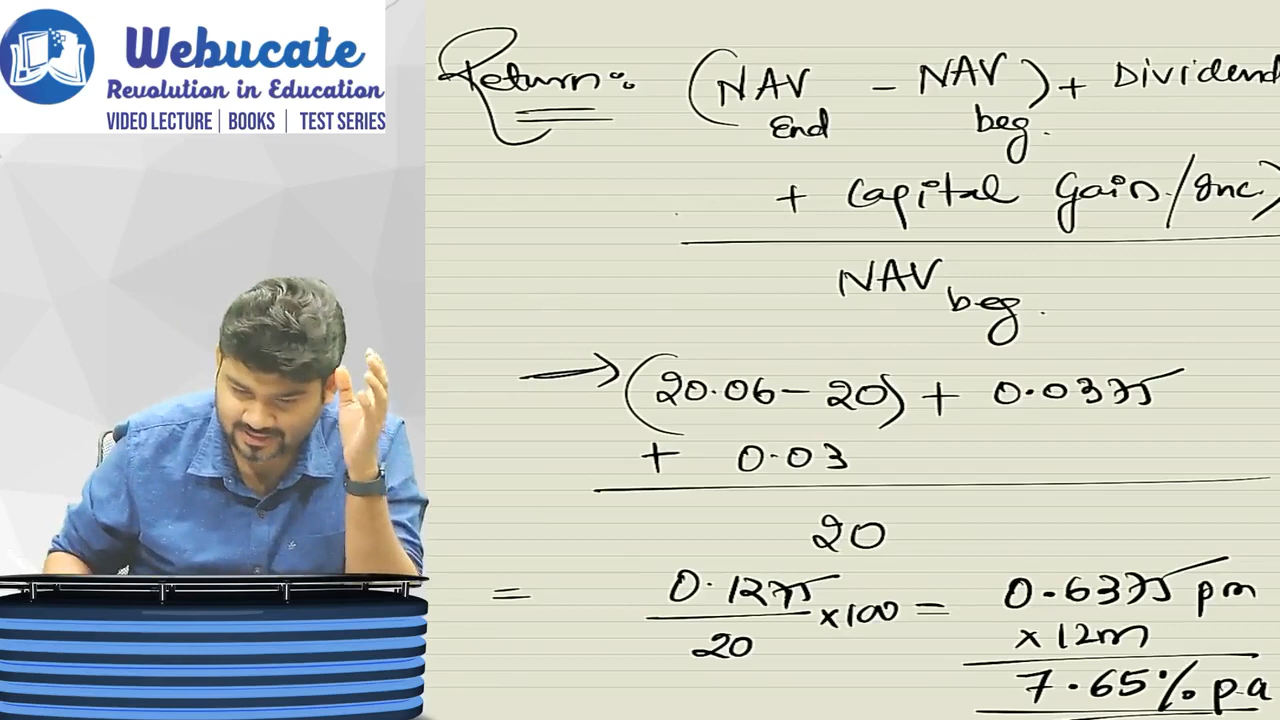 Webucate
Revolution in Education
VIDEO LECTURE | BOOKS | TEST SERIES
Return: (NAV End - NAV beg.) + Dividend
+ Capital Gain/Inc.)
NAV beg.
→ (20.06 - 20) + 0.0375
+ 0.03
20
= 0.1275/20 x100 = 0.6375 pm
x 12m
7.65% p.a